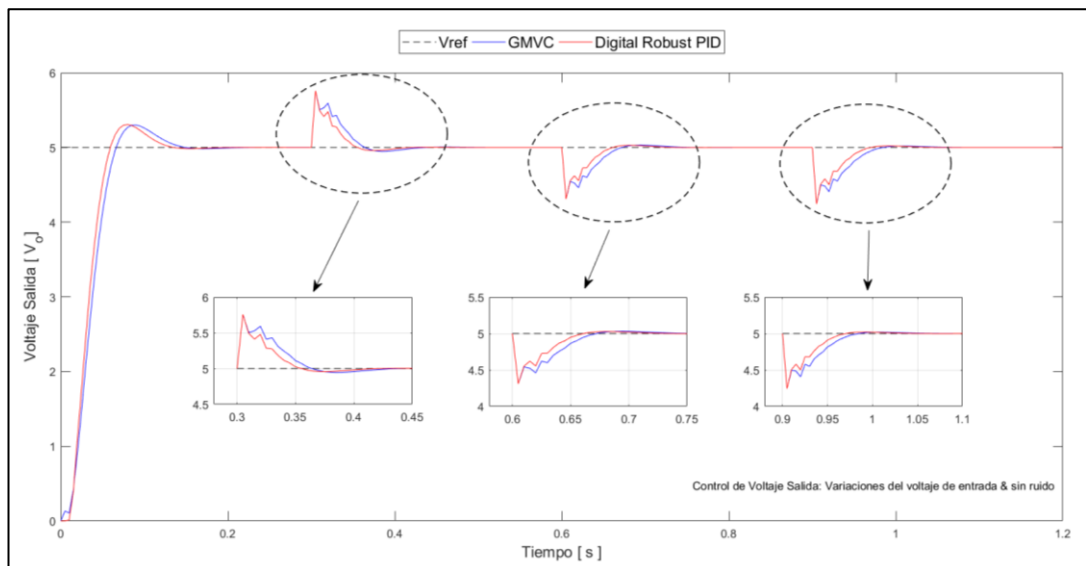 Vref GMVC Digital Robust PID
6
5
4
3
2
1
0
Voltaje Salida [ V_o ]
6
5.5
5
4.5
0.3 0.35 0.4 0.45
5.5
5
4.5
4
0.6 0.65 0.7 0.75
5.5
5
4.5
4
0.9 0.95 1 1.1
Control de Voltaje Salida: Variaciones del voltaje de entrada & sin ruido
0 0.2 0.4 0.6 0.8 1 1.2
Tiempo [ s ]